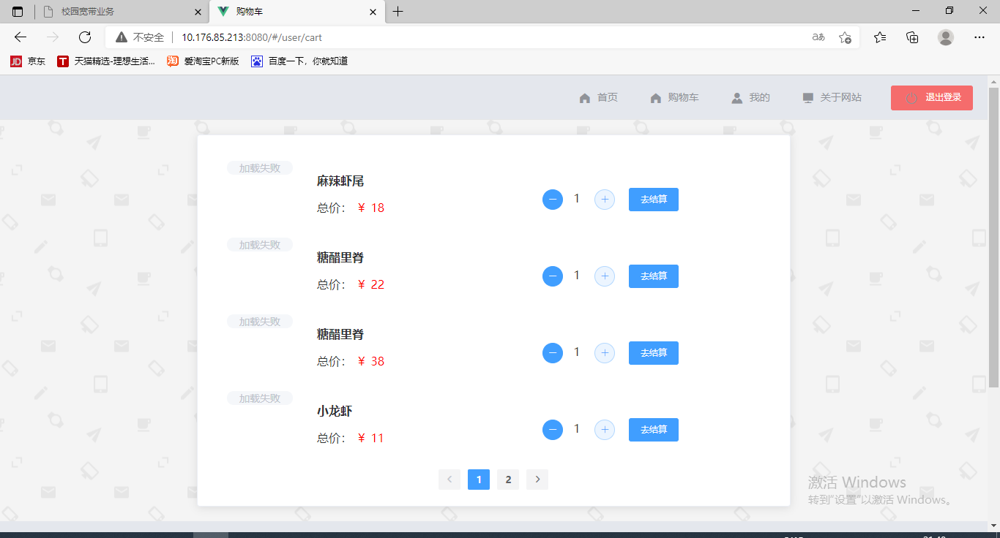 校园宽带业务
购物车
不安全
10.176.85.213:8080/#/user/cart
aあ
JD 京东
T 天猫精选-理想生活...
淘 爱淘宝PC新版
百度一下，你就知道
首页
购物车
我的
关于网站
退出登录
加载失败
麻辣虾尾
总价： ¥ 18
1
去结算
加载失败
糖醋里脊
总价： ¥ 22
1
去结算
加载失败
糖醋里脊
总价： ¥ 38
1
去结算
加载失败
小龙虾
总价： ¥ 11
1
去结算
1 2
激活 Windows
转到"设置"以激活 Windows。